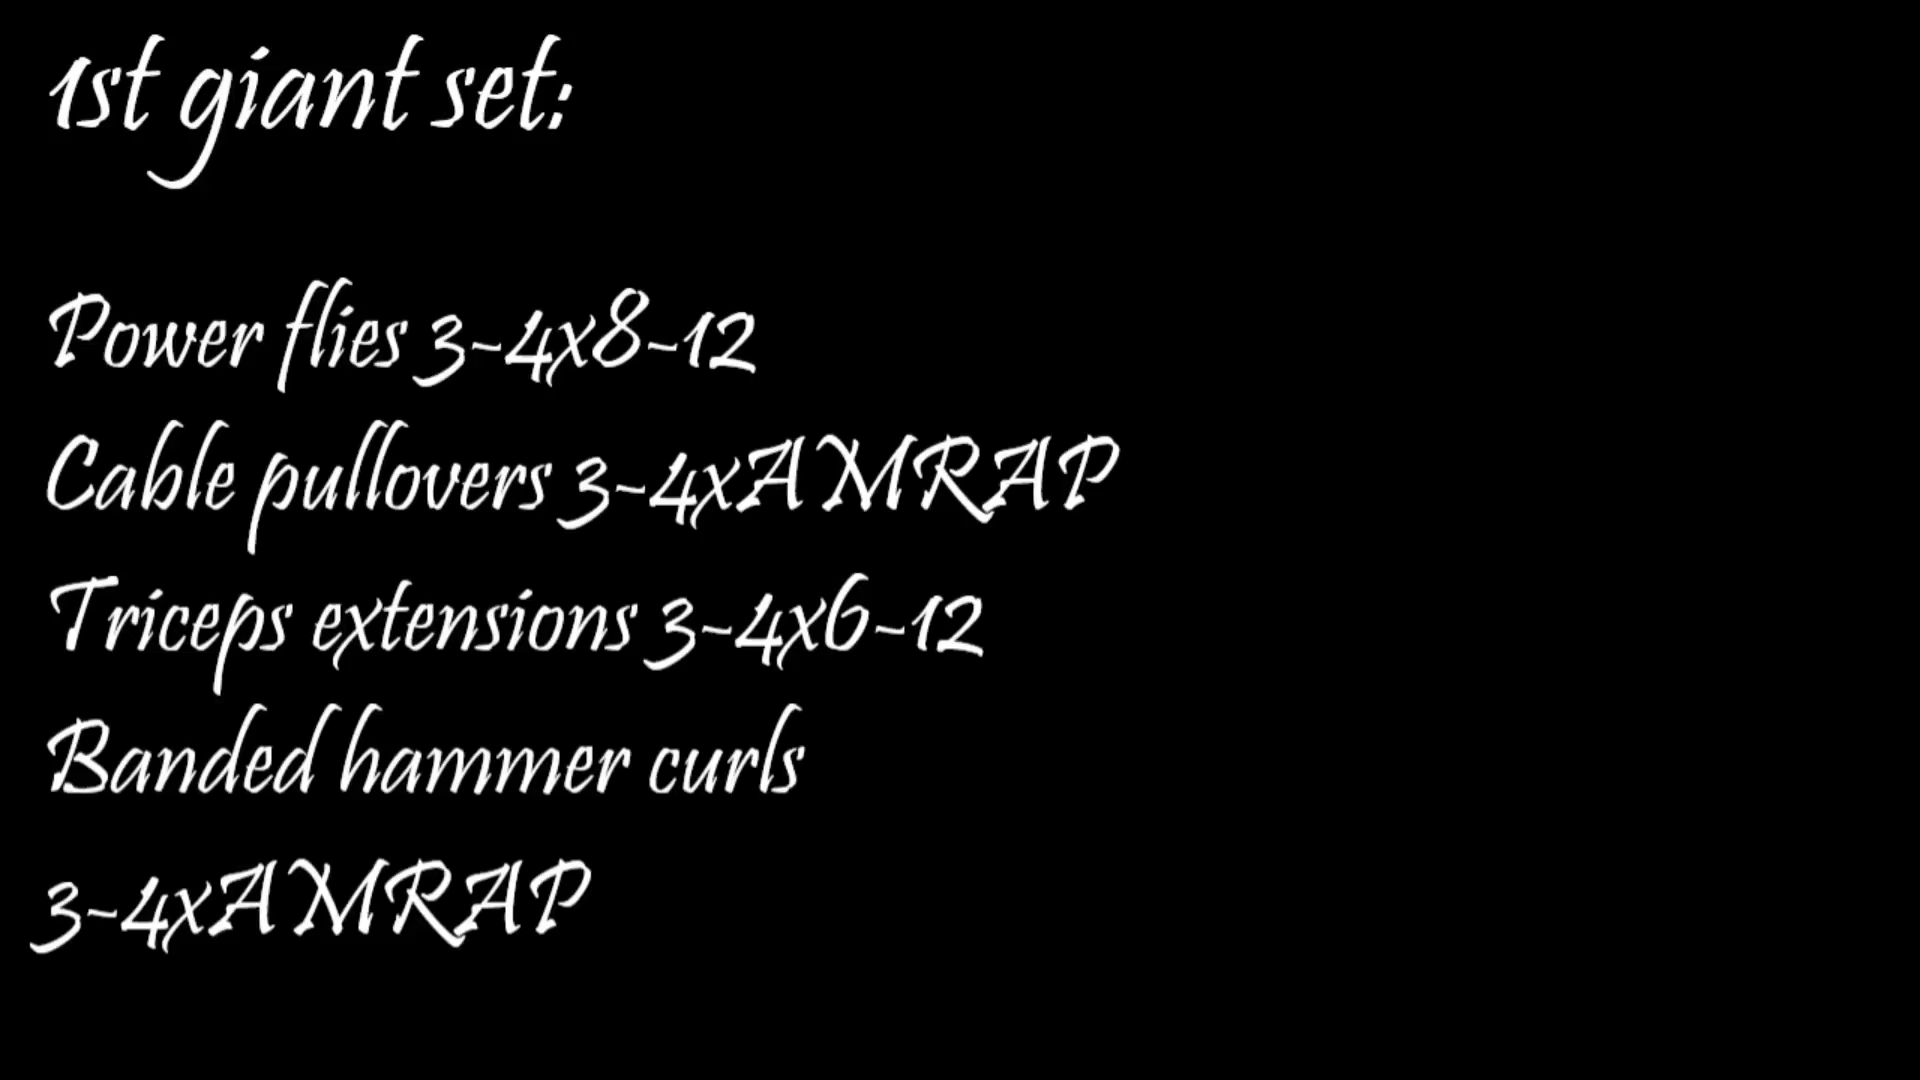 1st giant set:
Power flies 3-4x8-12
Cable pullovers 3-4xAMRAP
Triceps extensions 3-4x6-12
Banded hammer curls
3-4xAMRAP